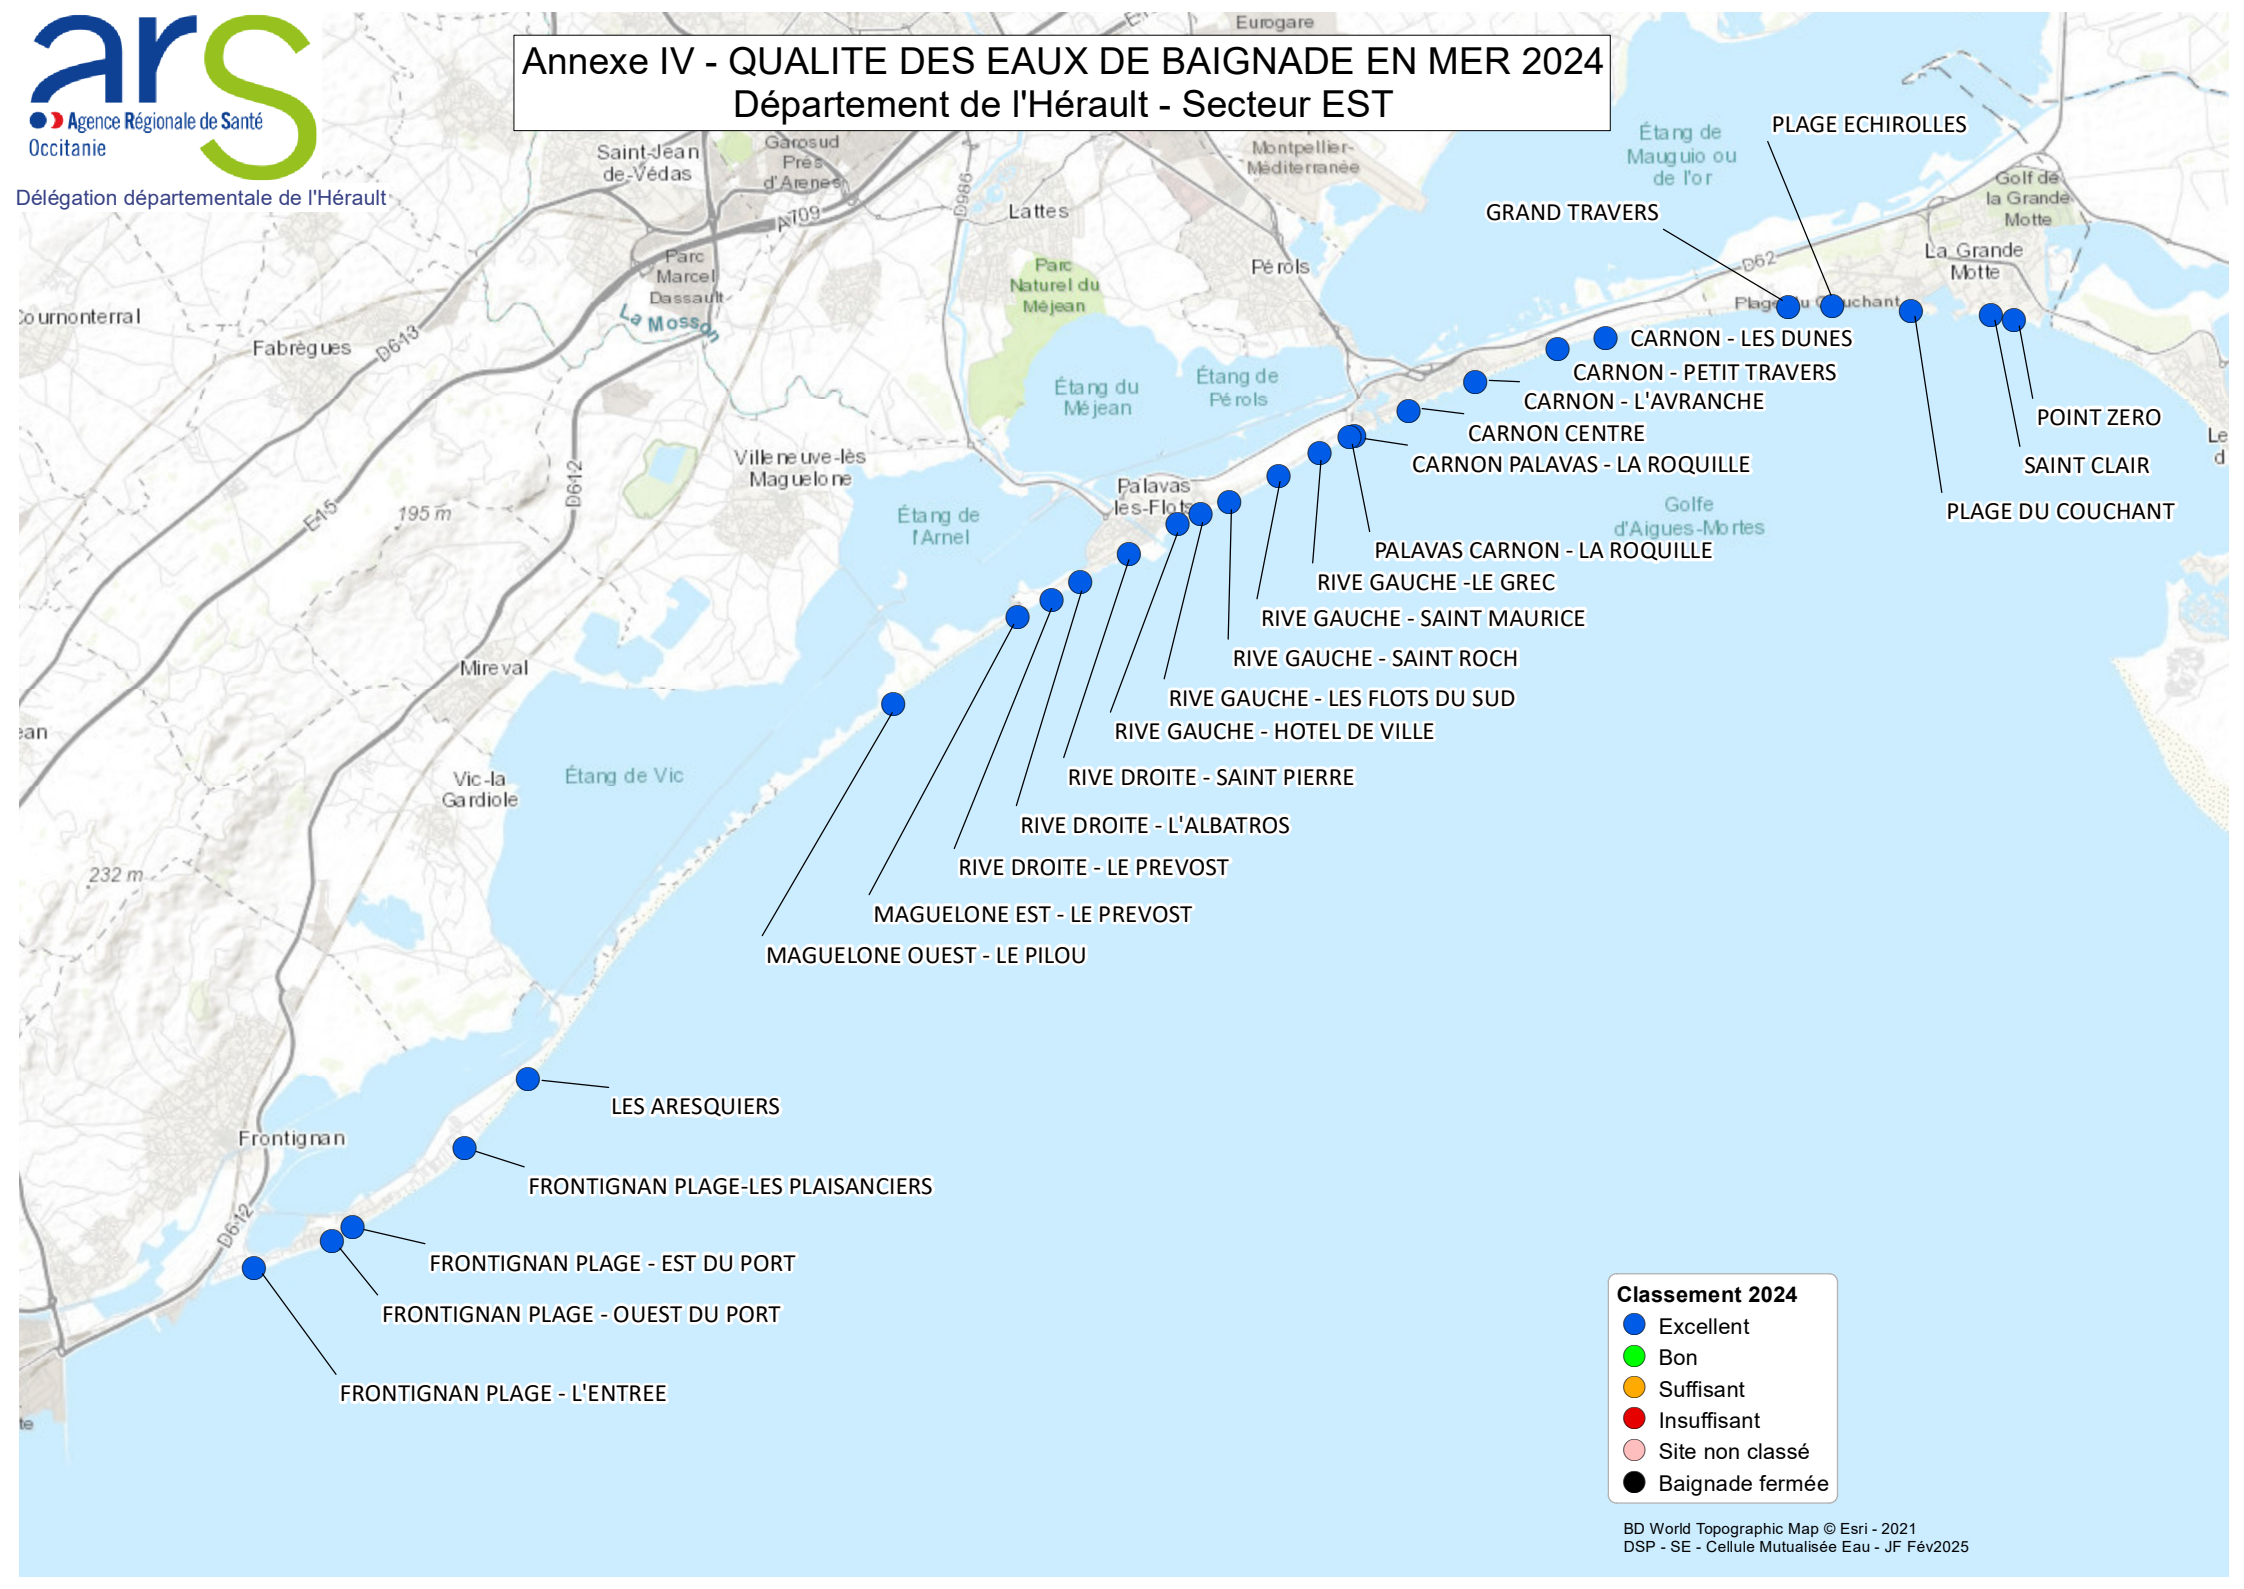 ars
Agence Régionale de Santé
Occitanie
Délégation départementale de l'Hérault
Annexe IV - QUALITE DES EAUX DE BAIGNADE EN MER 2024
Département de l'Hérault - Secteur EST
Eurogare
Saint-Jean
de-Védas
Garosud
Prés
d'Arenes
Montpellier-
Méditerranée
Étang de
Mauguio ou
de l'or
PLAGE ECHIROLLES
Golf de
la Grande
Motte
D986
Lattes
A709
GRAND TRAVERS
La Grande
Motte
D62
Parc
Marcel
Dassault
La Mosson
Parc
Naturel du
Méjean
Pérols
Plage du Couchant
Cournonterral
Fabrègues
D613
CARNON - LES DUNES
CARNON - PETIT TRAVERS
CARNON - L'AVRANCHE
CARNON CENTRE
CARNON PALAVAS - LA ROQUILLE
Étang du
Méjean
Étang de
Pérols
POINT ZERO
SAINT CLAIR
PLAGE DU COUCHANT
Le
d
Villeneuve-lès
Maguelone
D612
E15
195 m
Palavas
les-Flots
Étang de
l'Arnel
Golfe
d'Aigues-Mortes
PALAVAS CARNON - LA ROQUILLE
RIVE GAUCHE -LE GREC
RIVE GAUCHE - SAINT MAURICE
RIVE GAUCHE - SAINT ROCH
RIVE GAUCHE - LES FLOTS DU SUD
RIVE GAUCHE - HOTEL DE VILLE
RIVE DROITE - SAINT PIERRE
RIVE DROITE - L'ALBATROS
RIVE DROITE - LE PREVOST
MAGUELONE EST - LE PREVOST
MAGUELONE OUEST - LE PILOU
Mireval
ean
Vic-la
Gardiole
Étang de Vic
232 m
LES ARESQUIERS
Frontignan
FRONTIGNAN PLAGE-LES PLAISANCIERS
D612
FRONTIGNAN PLAGE - EST DU PORT
FRONTIGNAN PLAGE - OUEST DU PORT
FRONTIGNAN PLAGE - L'ENTREE
te
Classement 2024
Excellent
Bon
Suffisant
Insuffisant
Site non classé
Baignade fermée
BD World Topographic Map © Esri - 2021
DSP - SE - Cellule Mutualisée Eau - JF Fév2025